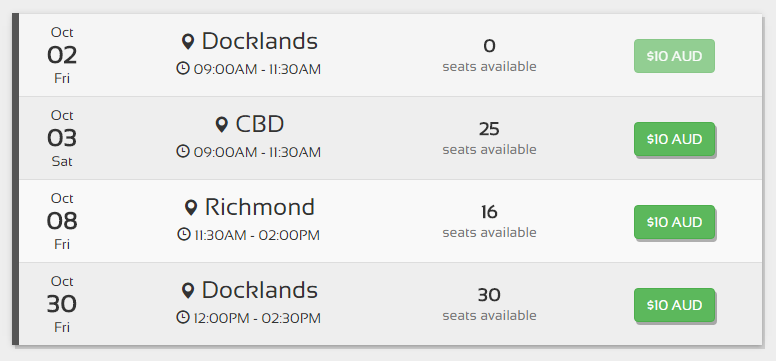 Oct
02
Fri
Docklands
09:00AM - 11:30AM
0
seats available
$10 AUD
Oct
03
Sat
CBD
09:00AM - 11:30AM
25
seats available
$10 AUD
Oct
08
Fri
Richmond
11:30AM - 02:00PM
16
seats available
$10 AUD
Oct
30
Fri
Docklands
12:00PM - 02:30PM
30
seats available
$10 AUD